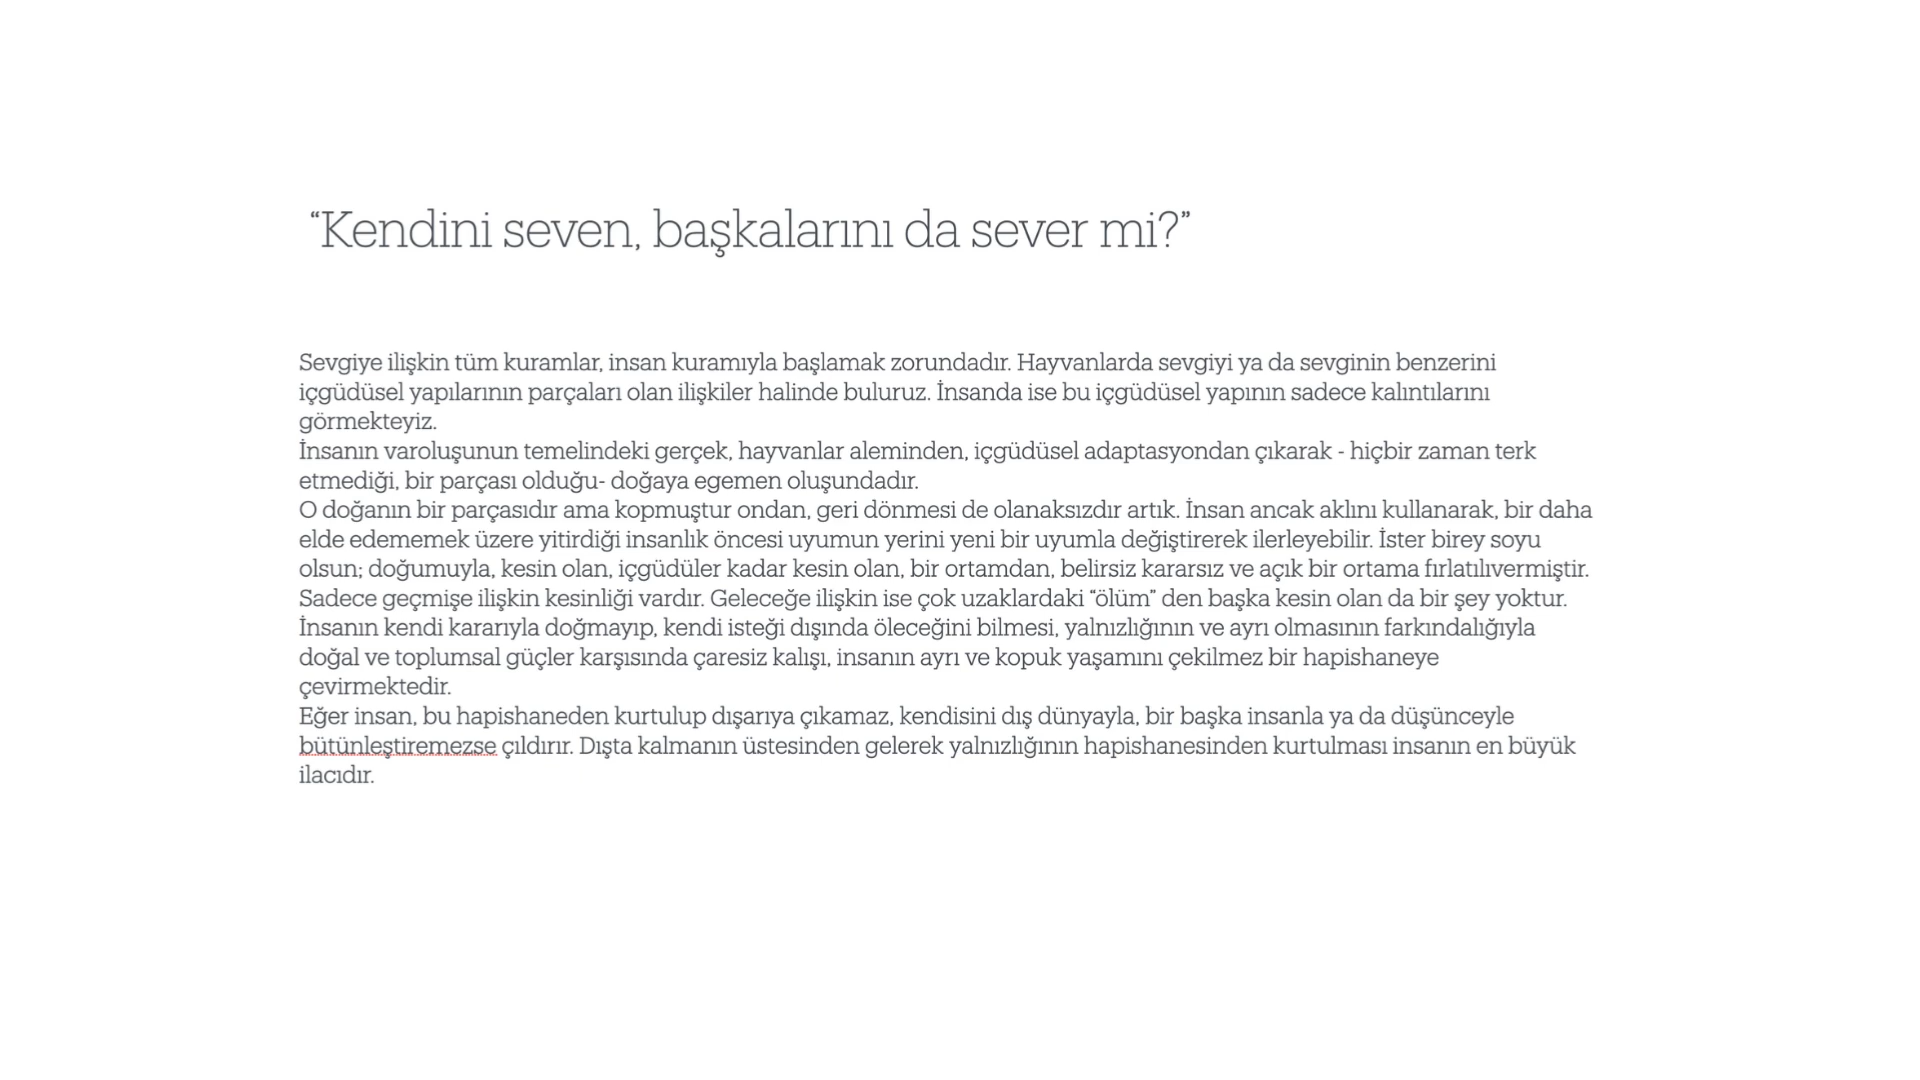 “Kendini seven, başkalarını da sever mi?”
Sevgiye ilişkin tüm kuramlar, insan kuramıyla başlamak zorundadır. Hayvanlarda sevgiyi ya da sevginin benzerini
içgüdüsel yapılarının parçaları olan ilişkiler halinde buluruz. İnsanda ise bu içgüdüsel yapının sadece kalıntılarını
görmekteyiz.
İnsanın varoluşunun temelindeki gerçek, hayvanlar aleminden, içgüdüsel adaptasyondan çıkarak - hiçbir zaman terk
etmediği, bir parçası olduğu- doğaya egemen oluşundadır.
O doğanın bir parçasıdır ama kopmuştur ondan, geri dönmesi de olanaksızdır artık. İnsan ancak aklını kullanarak, bir daha
elde edememek üzere yitirdiği insanlık öncesi uyumun yerini yeni bir uyumla değiştirerek ilerleyebilir. İster birey soyu
olsun; doğumuyla, kesin olan, içgüdüler kadar kesin olan, bir ortamdan, belirsiz kararsız ve açık bir ortama fırlatılıvermiştir.
Sadece geçmişe ilişkin kesinliği vardır. Geleceğe ilişkin ise çok uzaklardaki “ölüm” den başka kesin olan da bir şey yoktur.
İnsanın kendi kararıyla doğmayıp, kendi isteği dışında öleceğini bilmesi, yalnızlığının ve ayrı olmasının farkındalığıyla
doğal ve toplumsal güçler karşısında çaresiz kalışı, insanın ayrı ve kopuk yaşamını çekilmez bir hapishaneye
çevirmektedir.
Eğer insan, bu hapishaneden kurtulup dışarıya çıkamaz, kendisini dış dünyayla, bir başka insanla ya da düşünceyle
bütünleştiremezse çıldırır. Dışta kalmanın üstesinden gelerek yalnızlığının hapishanesinden kurtulması insanın en büyük
ilacıdır.